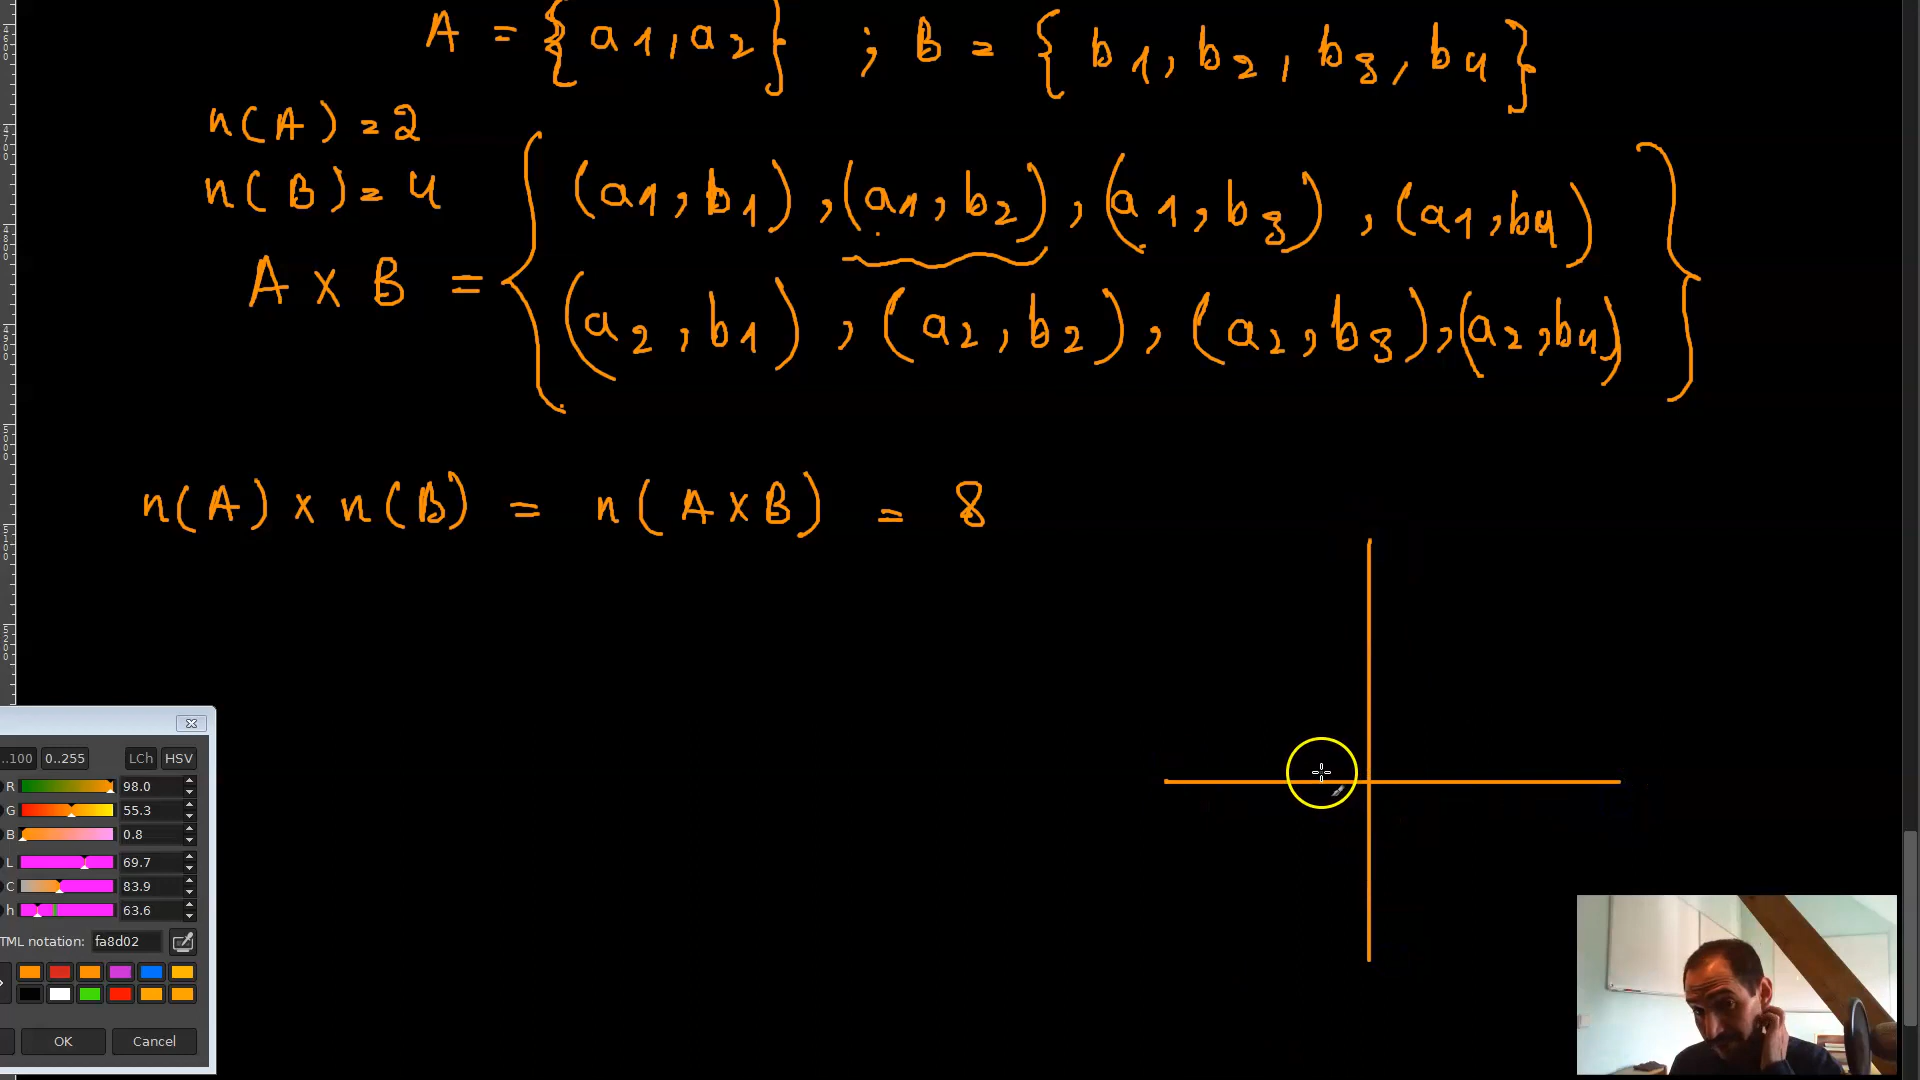 A = {a1, a2} ; B = {b1, b2, b3, b4}
n(A) = 2
n(B) = 4
A X B = {(a1, b1), (a1, b2), (a1, b3), (a1, b4)
(a2, b1), (a2, b2), (a2, b3), (a2, b4)}
n(A) x n(B) = n(A X B) = 8
..100 0..255 LCh HSV
R 98.0
G 55.3
B 0.8
L 69.7
C 83.9
h 63.6
TML notation: fa8d02
OK Cancel